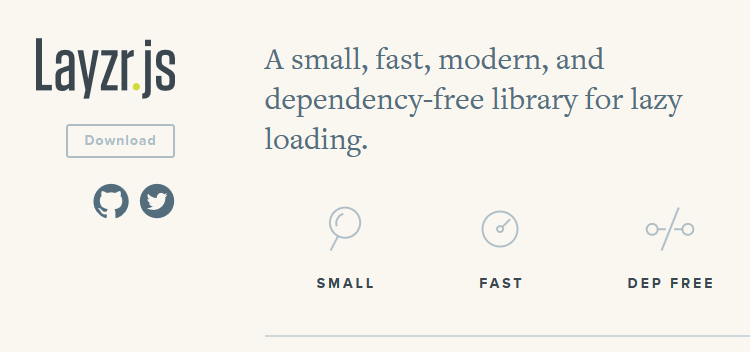 Layzr.js
Download
A small, fast, modern, and
dependency-free library for lazy
loading.
SMALL FAST DEP FREE